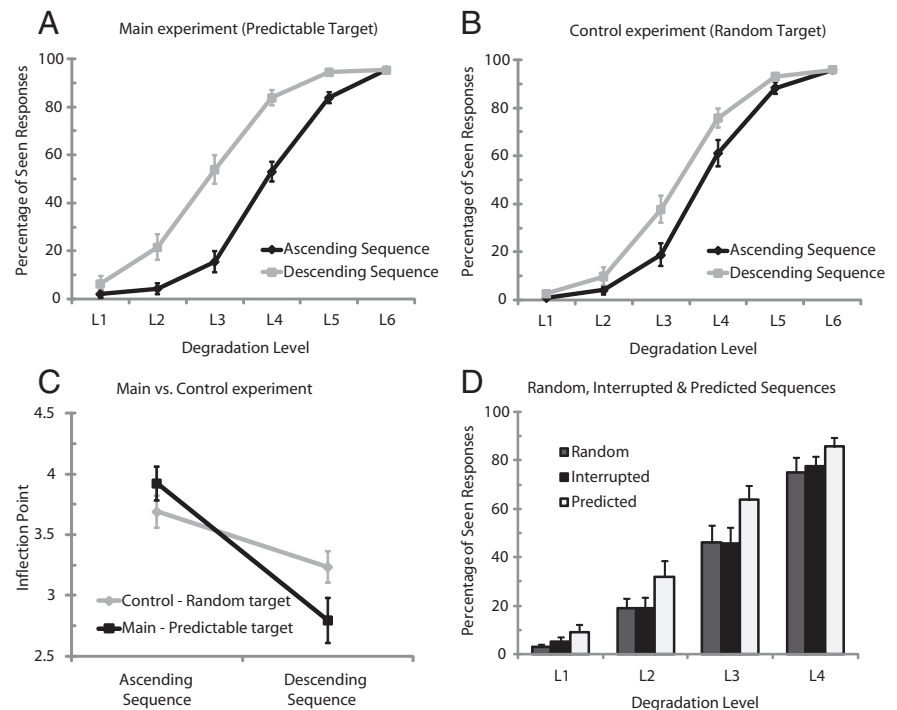 A
Main experiment (Predictable Target)
Percentage of Seen Responses
100
80
60
40
20
0
Ascending Sequence
Descending Sequence
L1 L2 L3 L4 L5 L6
Degradation Level
B
Control experiment (Random Target)
Percentage of Seen Responses
100
80
60
40
20
0
Ascending Sequence
Descending Sequence
L1 L2 L3 L4 L5 L6
Degradation Level
C
Main vs. Control experiment
Inflection Point
4.5
4
3.5
3
2.5
Control - Random target
Main - Predictable target
Ascending
Sequence
Descending
Sequence
D
Random, Interrupted & Predicted Sequences
Percentage of Seen Responses
100
80
60
40
20
0
Random
Interrupted
Predicted
L1 L2 L3 L4
Degradation Level